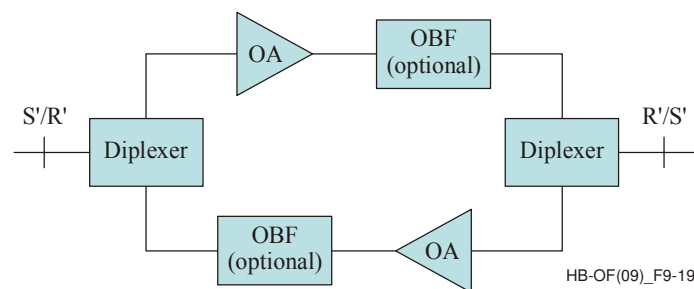 OA
OBF
(optional)
S'/R'
Diplexer
Diplexer
R'/S'
OBF
(optional)
OA
HB-OF(09)_F9-19